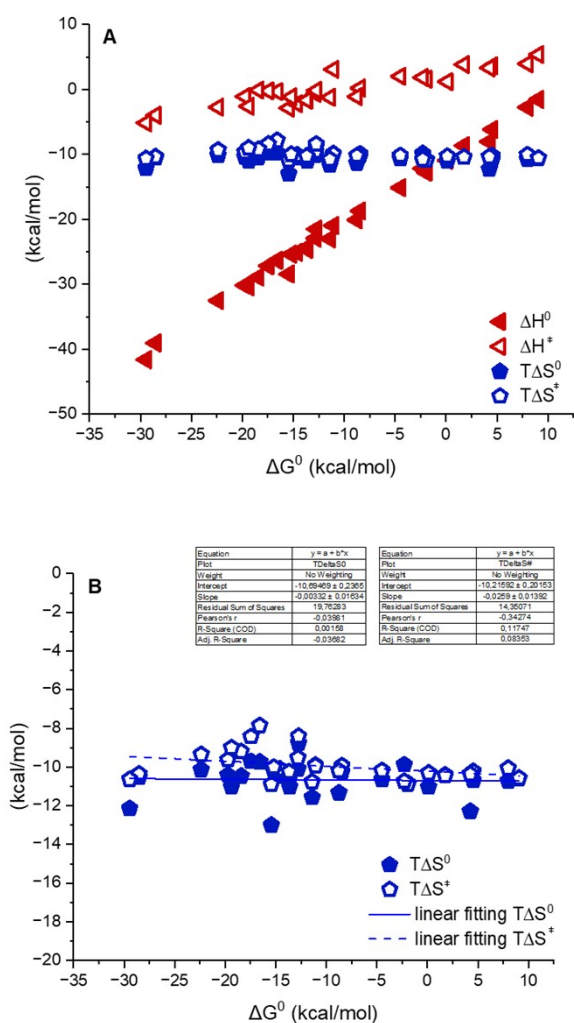 A
10
0
−10
−20
−30
−40
−50
(kcal/mol)
ΔH⁰
ΔH‡
TΔS⁰
TΔS‡
−35 −30 −25 −20 −15 −10 −5 0 5 10
ΔG⁰ (kcal/mol)
B
Equation y = a + b*x
Plot TDeltaS0
Weight No Weighting
Intercept -10,69469 ± 0,2365
Slope -0,00332 ± 0,01634
Residual Sum of Squares 19,76283
Pearson's r -0,03981
R-Square (COD) 0,00158
Adj. R-Square -0,03682
Equation y = a + b*x
Plot TDeltaS#
Weight No Weighting
Intercept -10,21592 ± 0,20153
Slope -0,0259 ± 0,01392
Residual Sum of Squares 14,35071
Pearson's r -0,34274
R-Square (COD) 0,11747
Adj. R-Square 0,08353
0
−2
−4
−6
−8
−10
−12
−14
−16
−18
−20
(kcal/mol)
TΔS⁰
TΔS‡
linear fitting TΔS⁰
linear fitting TΔS‡
−35 −30 −25 −20 −15 −10 −5 0 5 10
ΔG⁰ (kcal/mol)